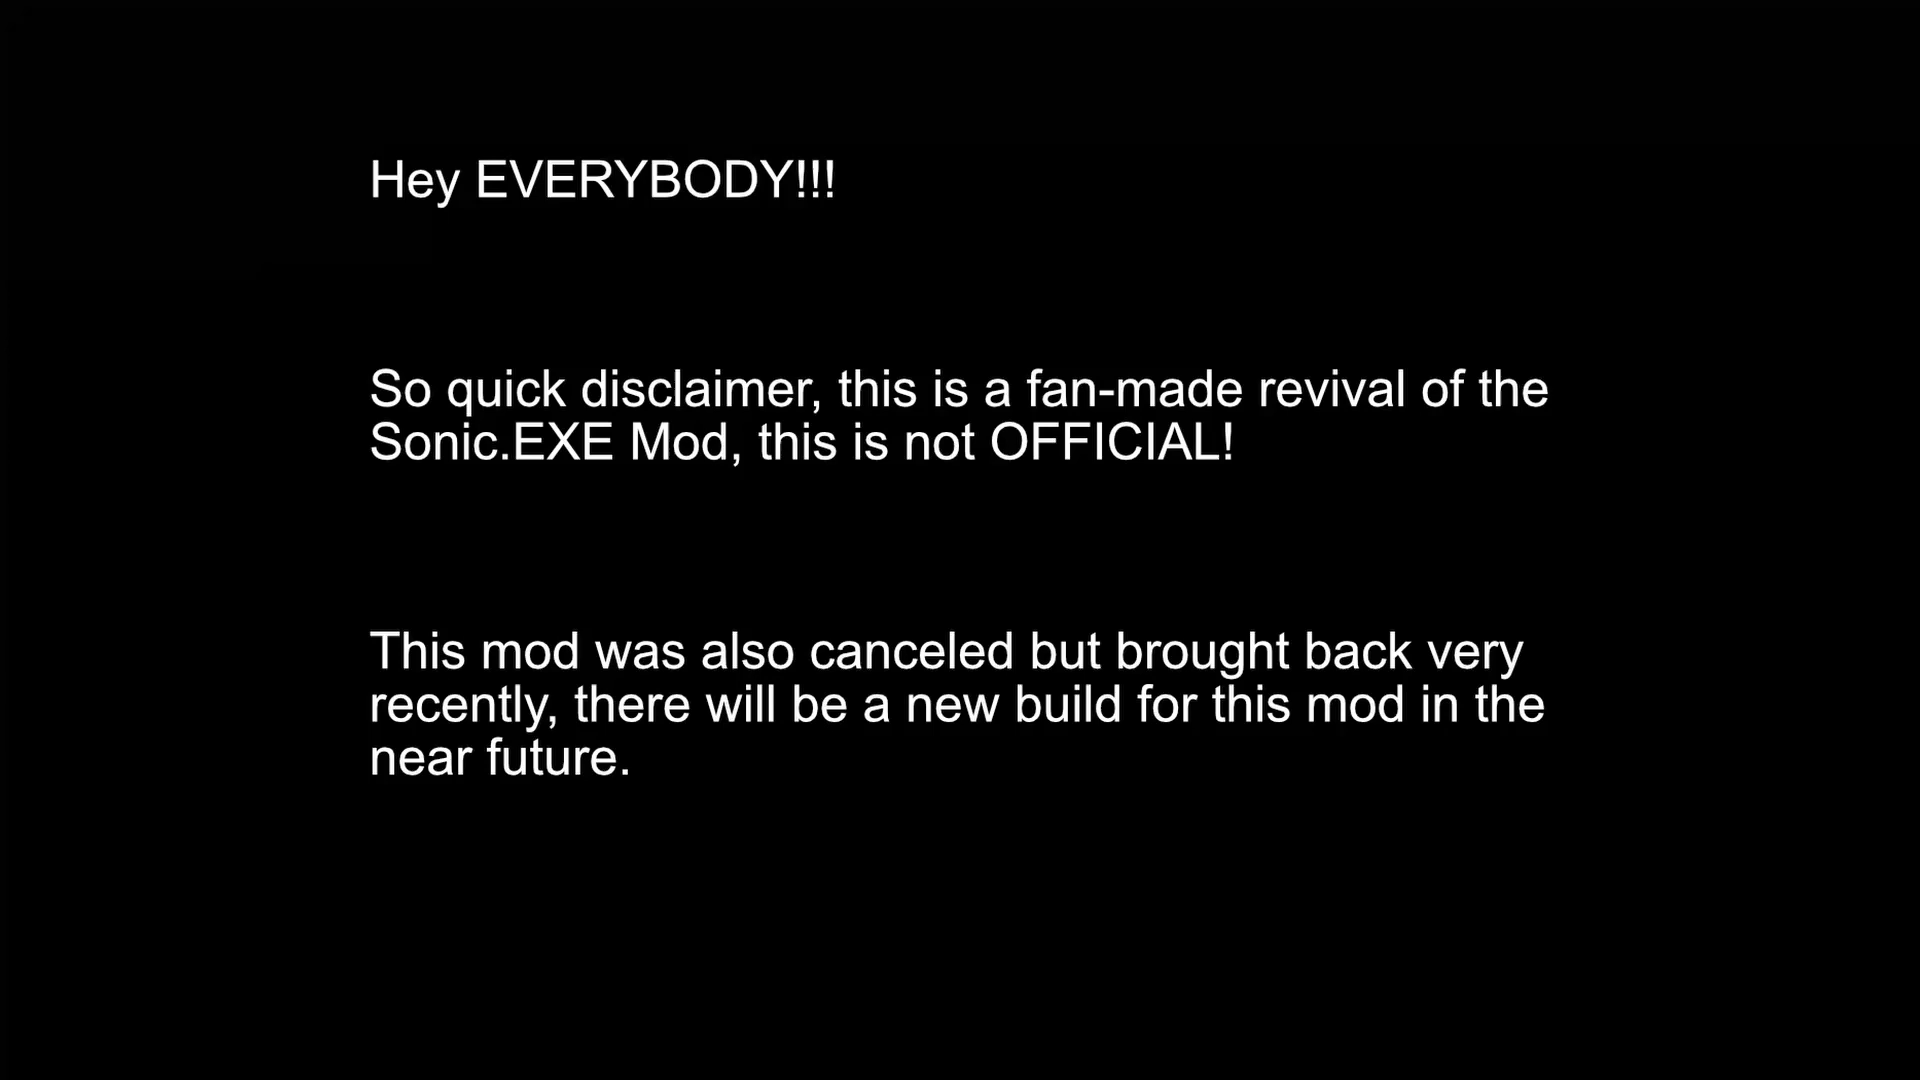 Hey EVERYBODY!!!
So quick disclaimer, this is a fan-made revival of the
Sonic.EXE Mod, this is not OFFICIAL!
This mod was also canceled but brought back very
recently, there will be a new build for this mod in the
near future.